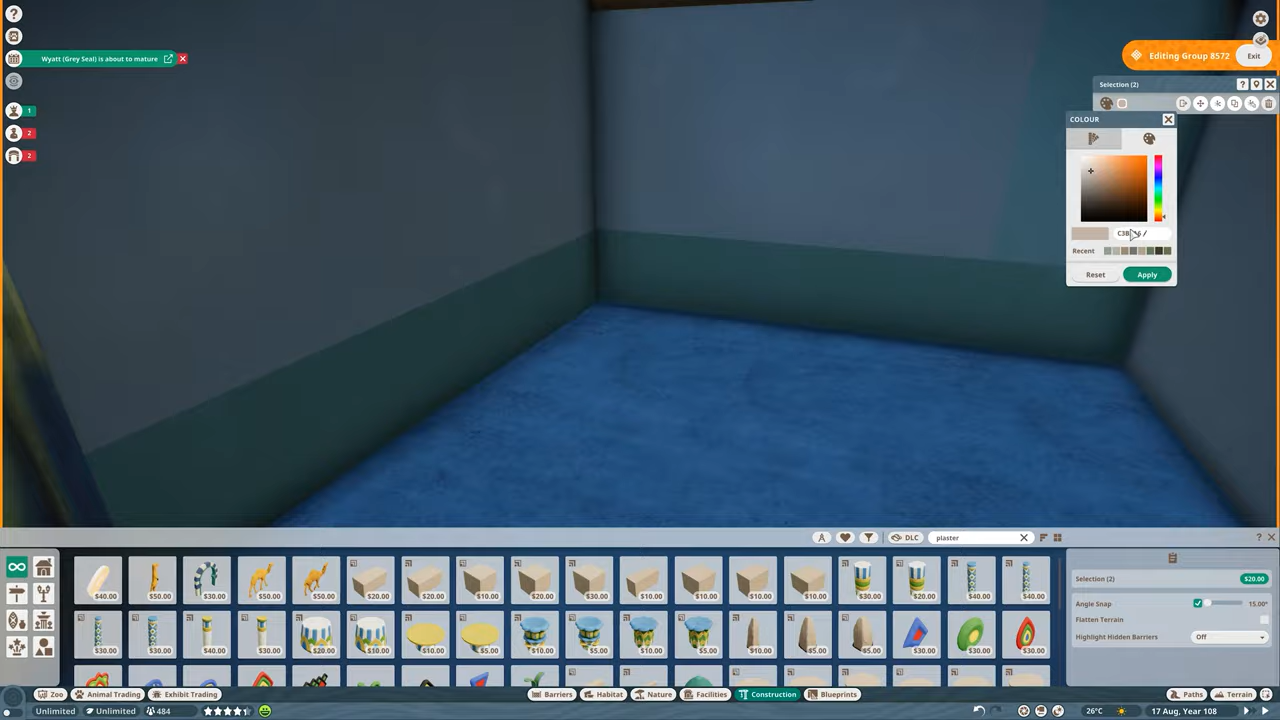 ?
Wyatt (Grey Seal) is about to mature
1
2
2
Editing Group 8572
Exit
Selection (2)
?
COLOUR
Recent
Reset
Apply
DLC
plaster
?
$40.00 $50.00 $30.00 $50.00 $50.00 $20.00 $20.00 $10.00 $20.00 $30.00 $10.00 $10.00 $10.00 $10.00 $30.00 $20.00 $40.00 $40.00
$30.00 $30.00 $40.00 $30.00 $20.00 $10.00 $10.00 $5.00 $10.00 $5.00 $10.00 $5.00 $10.00 $5.00 $5.00 $30.00 $30.00 $30.00
Selection (2)
$20.00
Angle Snap
15.00°
Flatten Terrain
Highlight Hidden Barriers
Off
Zoo
Animal Trading
Exhibit Trading
Barriers
Habitat
Nature
Facilities
Construction
Blueprints
Paths
Terrain
Unlimited
Unlimited
484
26°C
17 Aug, Year 108